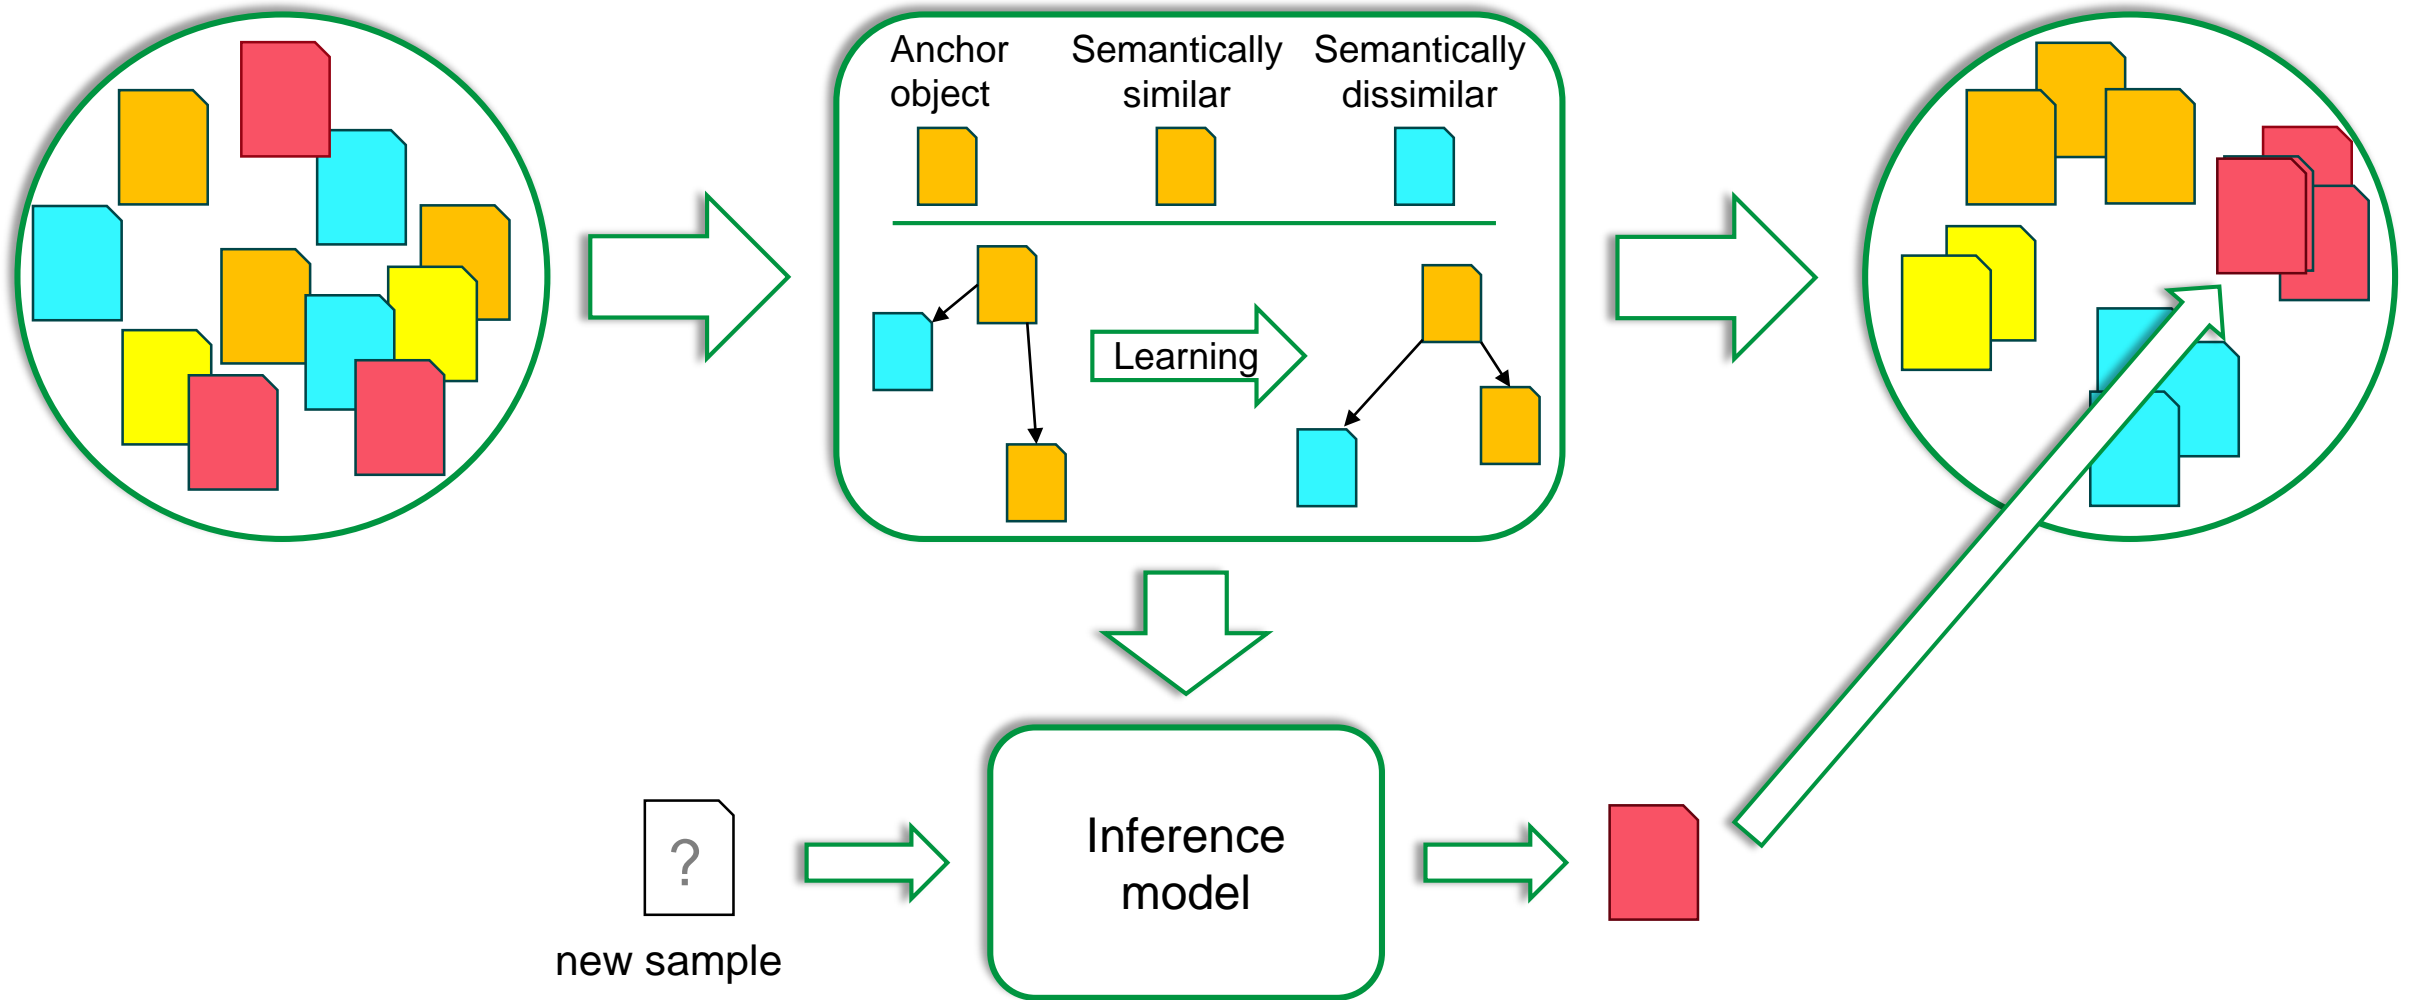 Anchor
object
Semantically
similar
Semantically
dissimilar
Learning
?
new sample
Inference
model